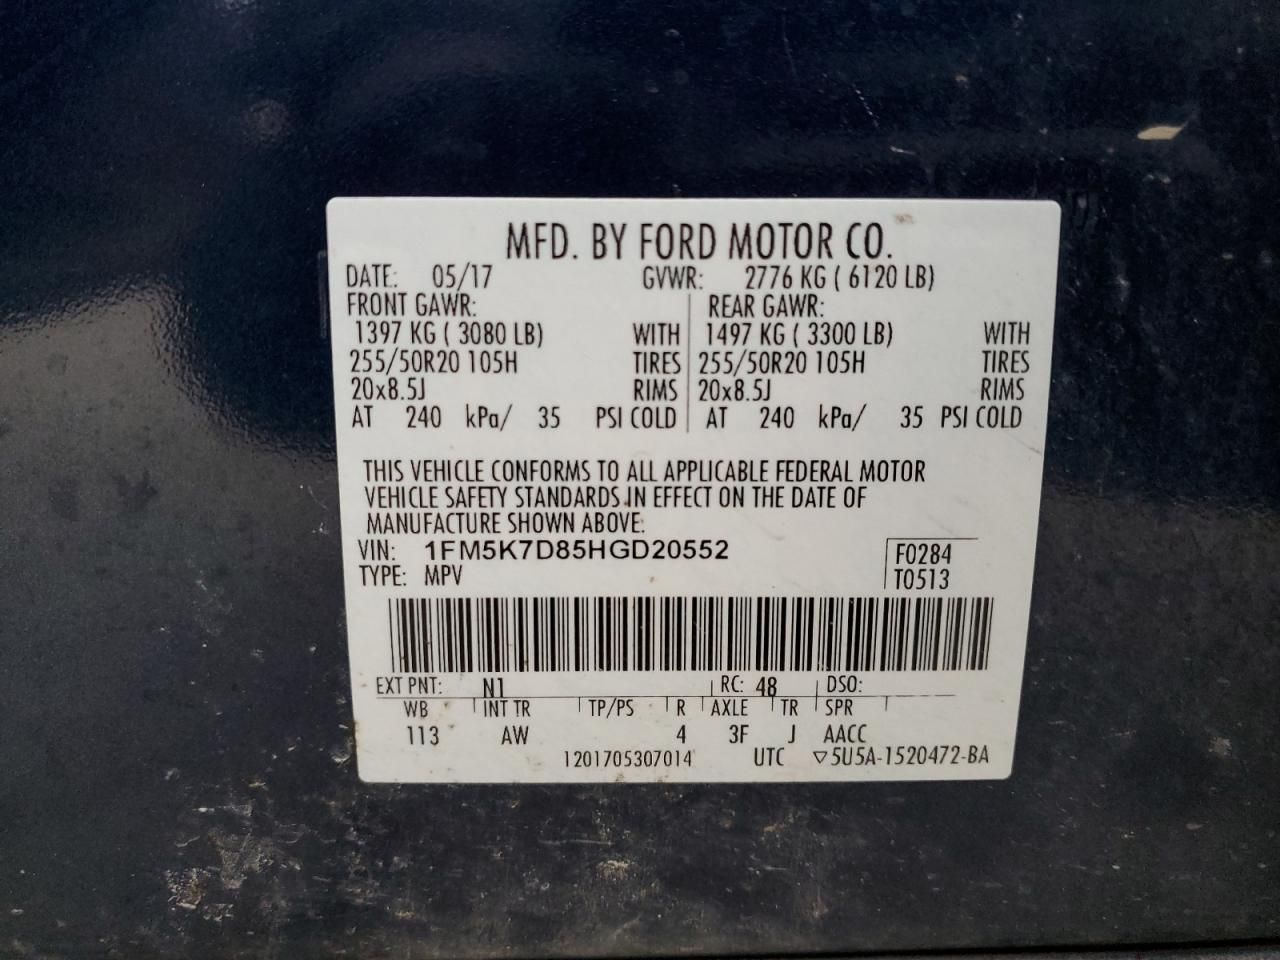 MFD. BY FORD MOTOR CO.
DATE: 05/17 GVWR: 2776 KG ( 6120 LB)
FRONT GAWR: REAR GAWR:
1397 KG ( 3080 LB) WITH 1497 KG ( 3300 LB) WITH
255/50R20 105H TIRES 255/50R20 105H TIRES
20x8.5J RIMS 20x8.5J RIMS
AT 240 kPa/ 35 PSI COLD AT 240 kPa/ 35 PSI COLD
THIS VEHICLE CONFORMS TO ALL APPLICABLE FEDERAL MOTOR
VEHICLE SAFETY STANDARDS IN EFFECT ON THE DATE OF
MANUFACTURE SHOWN ABOVE:
VIN: 1FM5K7D85HGD20552 F0284
TYPE: MPV T0513
EXT PNT: N1 RC: 48 DSO:
WB INT TR TP/PS R AXLE TR SPR
113 AW 4 3F J AACC
1201705307014 UTC ▽5U5A-1520472-BA